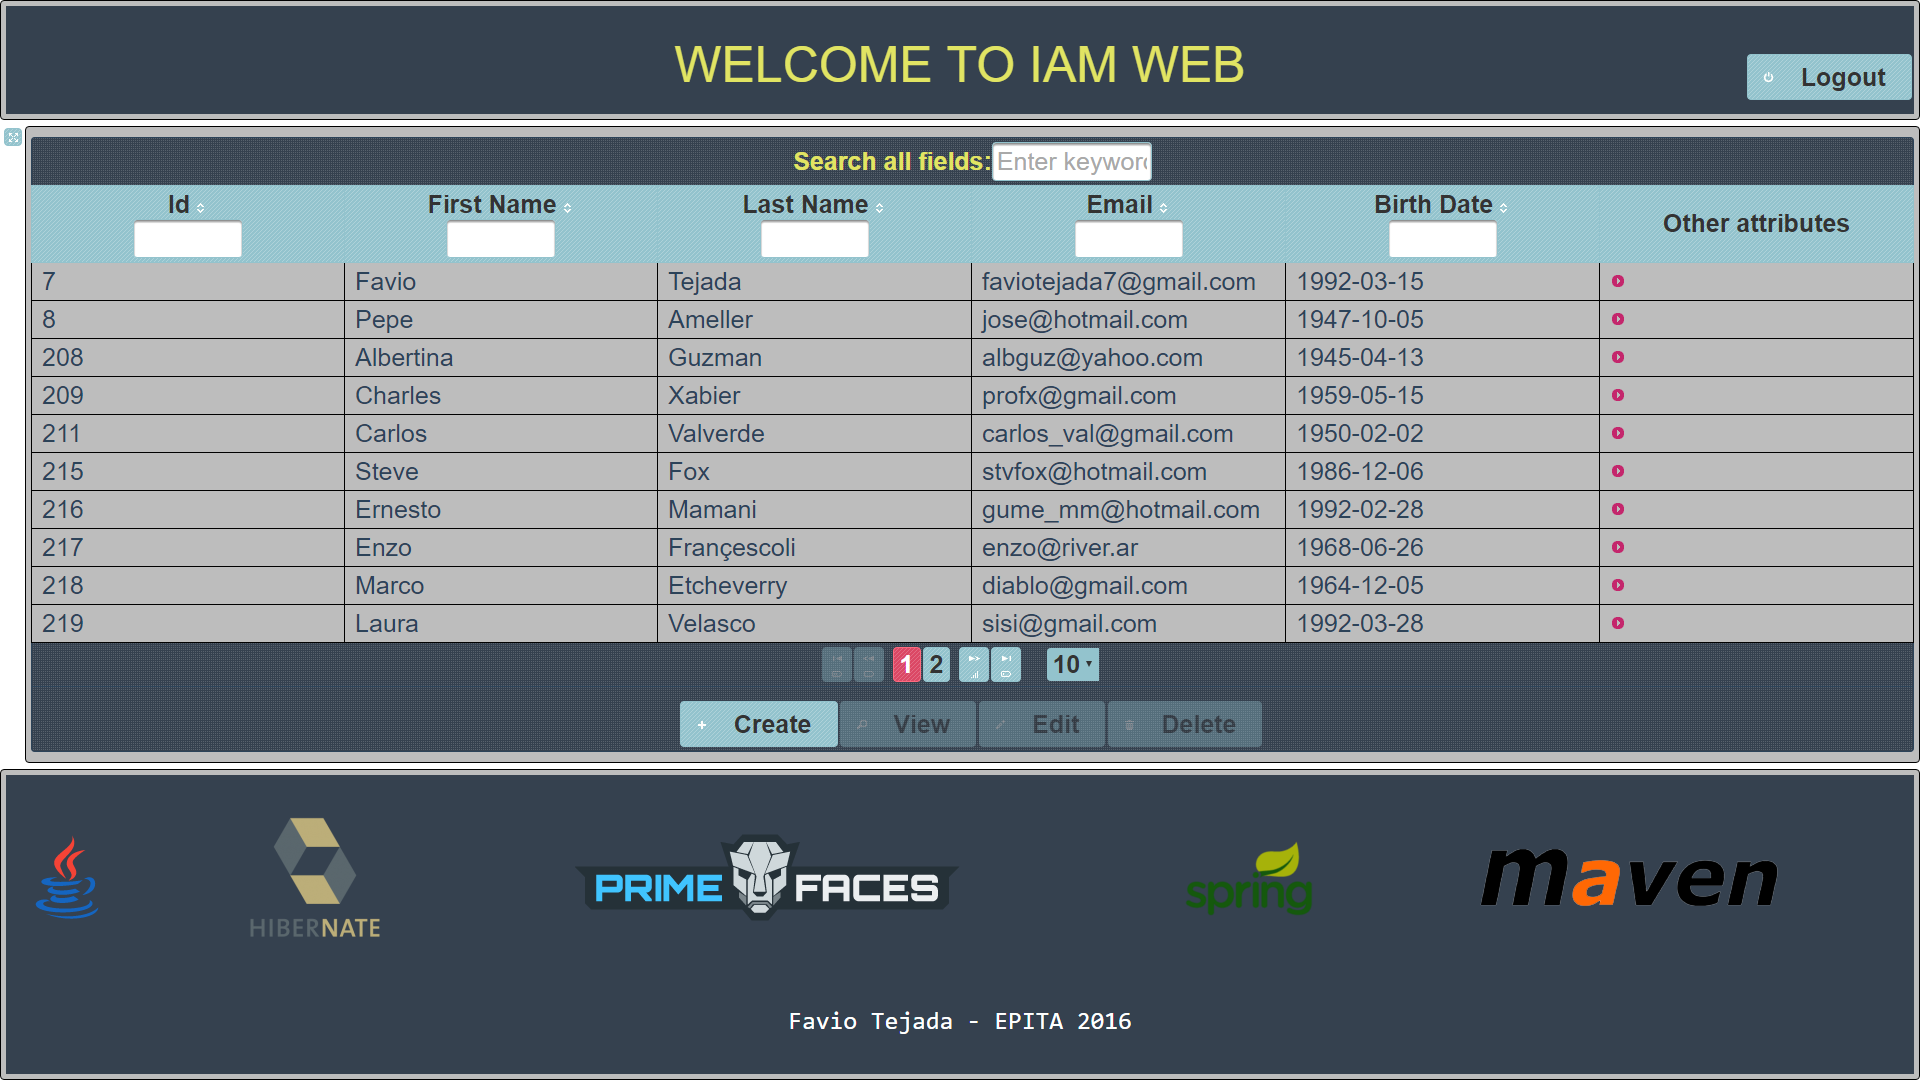 WELCOME TO IAM WEB
Logout
Search all fields: Enter keyword
Id First Name Last Name Email Birth Date Other attributes
7 Favio Tejada faviotejada7@gmail.com 1992-03-15
8 Pepe Ameller jose@hotmail.com 1947-10-05
208 Albertina Guzman albguz@yahoo.com 1945-04-13
209 Charles Xabier profx@gmail.com 1959-05-15
211 Carlos Valverde carlos_val@gmail.com 1950-02-02
215 Steve Fox stvfox@hotmail.com 1986-12-06
216 Ernesto Mamani gume_mm@hotmail.com 1992-02-28
217 Enzo Françescoli enzo@river.ar 1968-06-26
218 Marco Etcheverry diablo@gmail.com 1964-12-05
219 Laura Velasco sisi@gmail.com 1992-03-28
1 2 10
Create View Edit Delete
HIBERNATE PRIME FACES spring maven
Favio Tejada - EPITA 2016